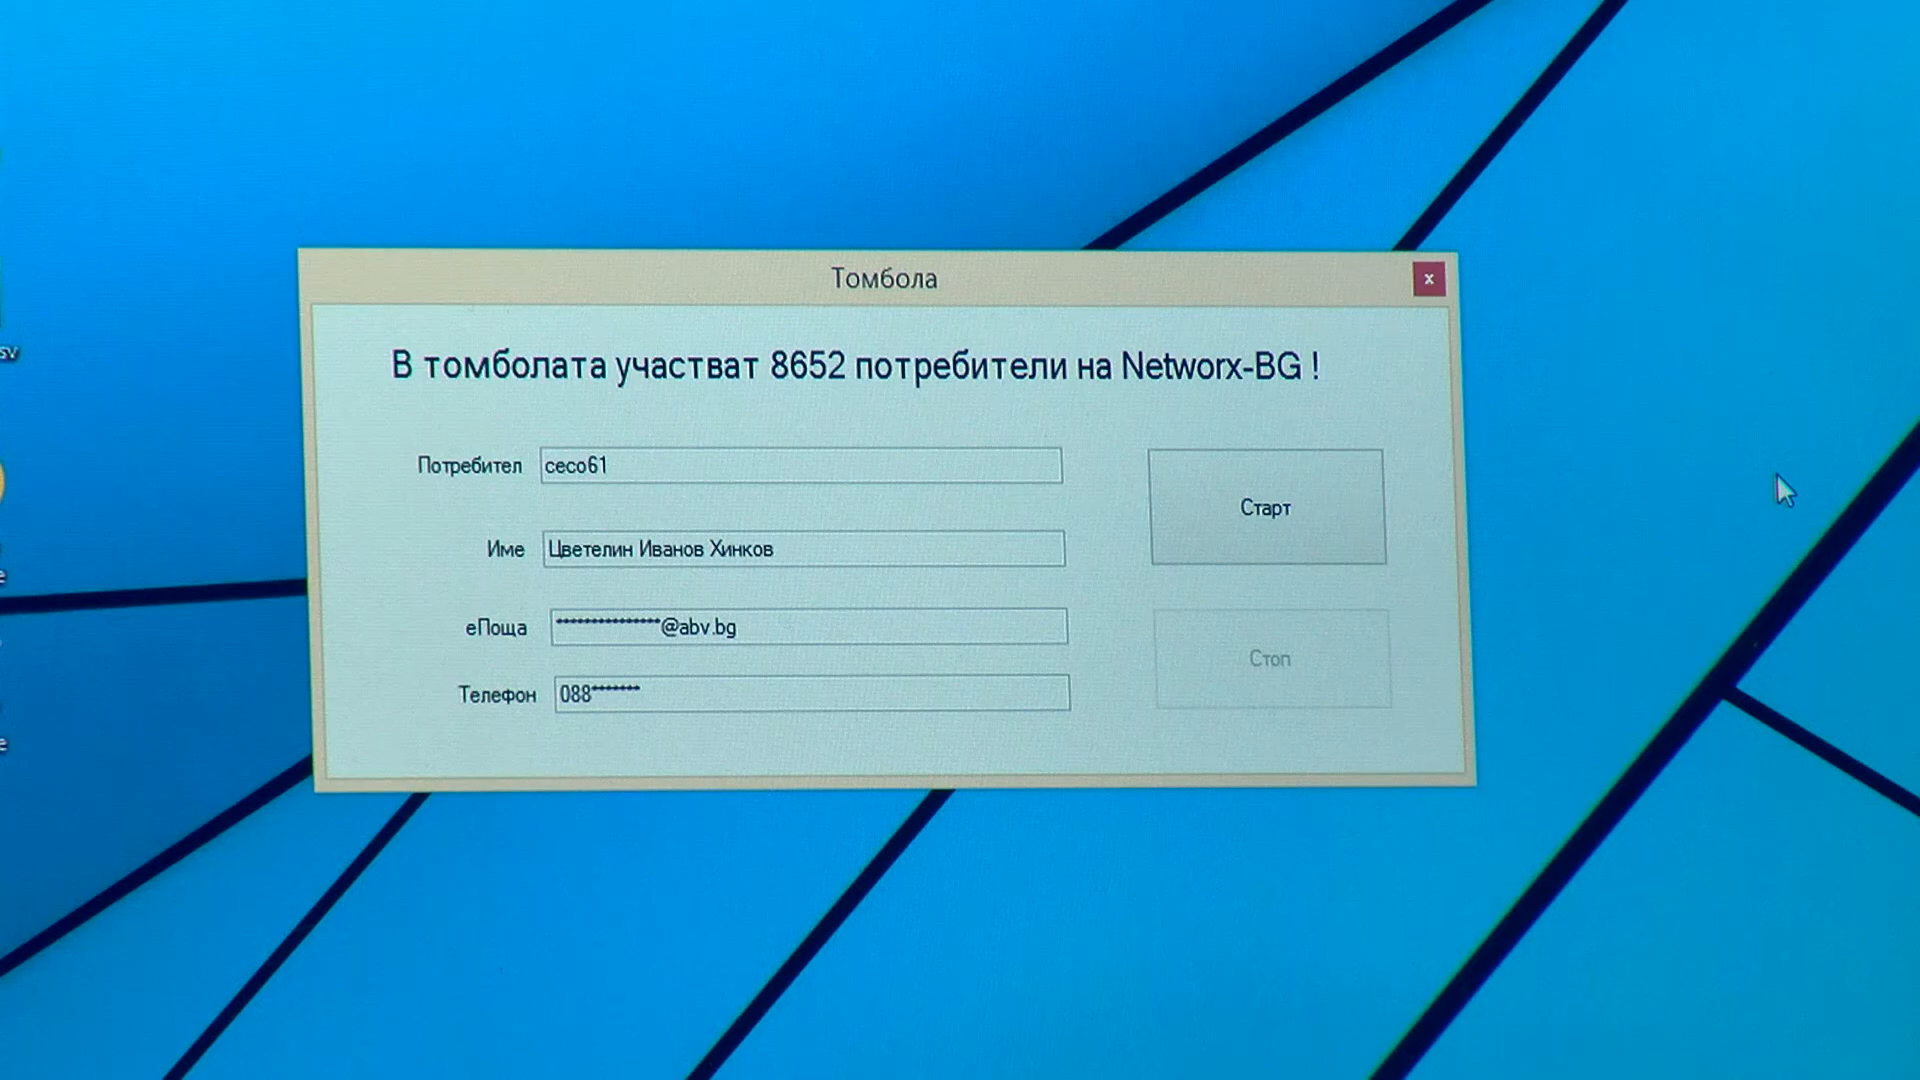 Томбола
x
В томболата участват 8652 потребители на Networx-BG !
Потребител ceco61
Старт
Име Цветелин Иванов Хинков
еПоща ***************@abv.bg
Стоп
Телефон 088*******
sv
e
e